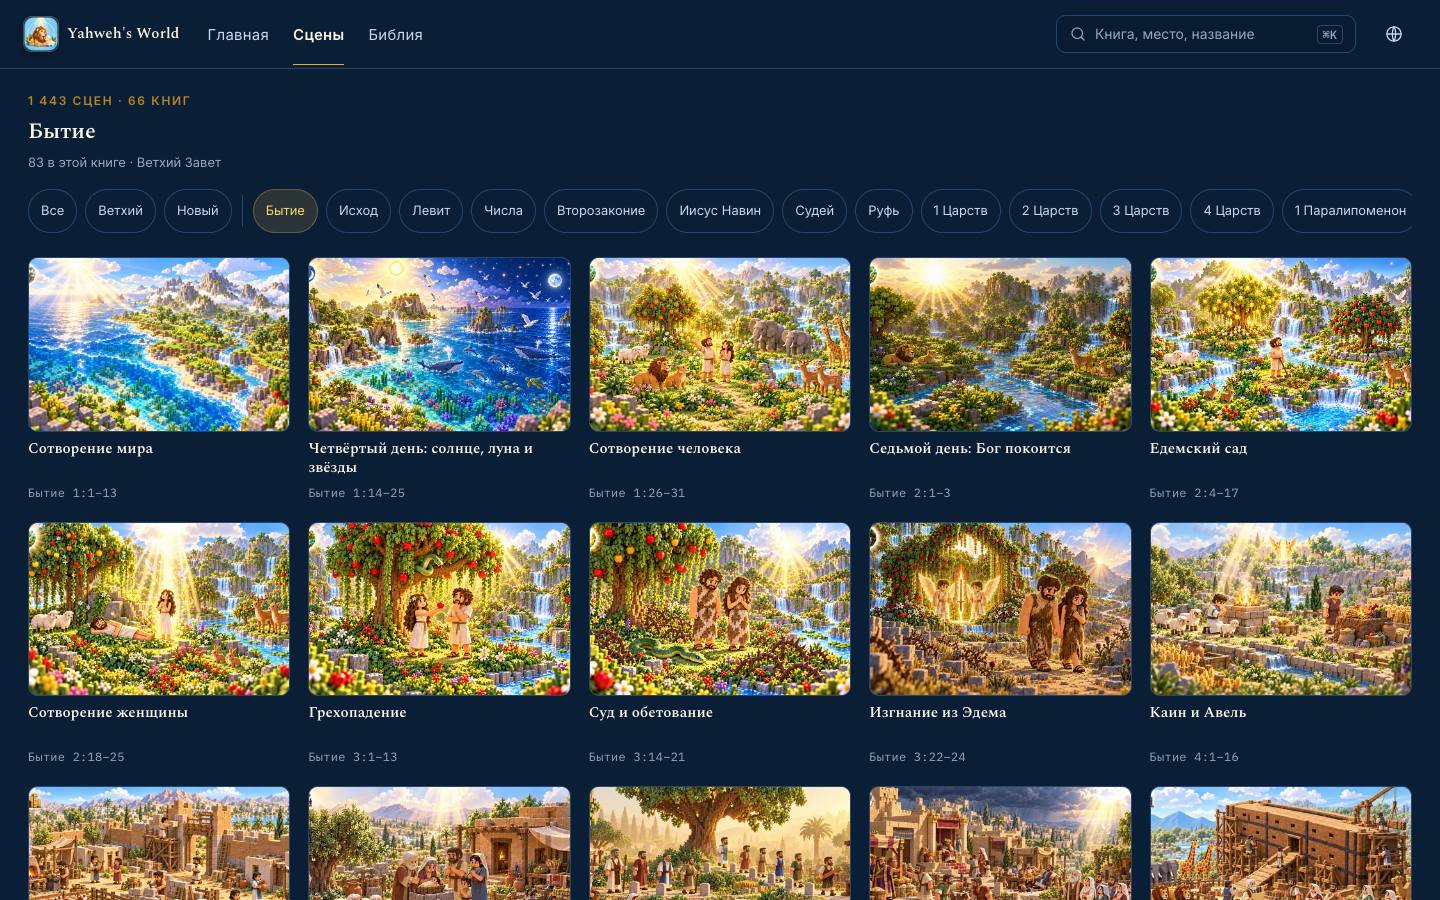 Yahweh's World
Главная
Сцены
Библия
Книга, место, название
⌘K
1 443 СЦЕН · 66 КНИГ
Бытие
83 в этой книге · Ветхий Завет
Все
Ветхий
Новый
Бытие
Исход
Левит
Числа
Второзаконие
Иисус Навин
Судей
Руфь
1 Царств
2 Царств
3 Царств
4 Царств
1 Паралипоменон
Сотворение мира
Бытие 1:1–13
Четвёртый день: солнце, луна и
звёзды
Бытие 1:14–25
Сотворение человека
Бытие 1:26–31
Седьмой день: Бог покоится
Бытие 2:1–3
Едемский сад
Бытие 2:4–17
Сотворение женщины
Бытие 2:18–25
Грехопадение
Бытие 3:1–13
Суд и обетование
Бытие 3:14–21
Изгнание из Эдема
Бытие 3:22–24
Каин и Авель
Бытие 4:1–16